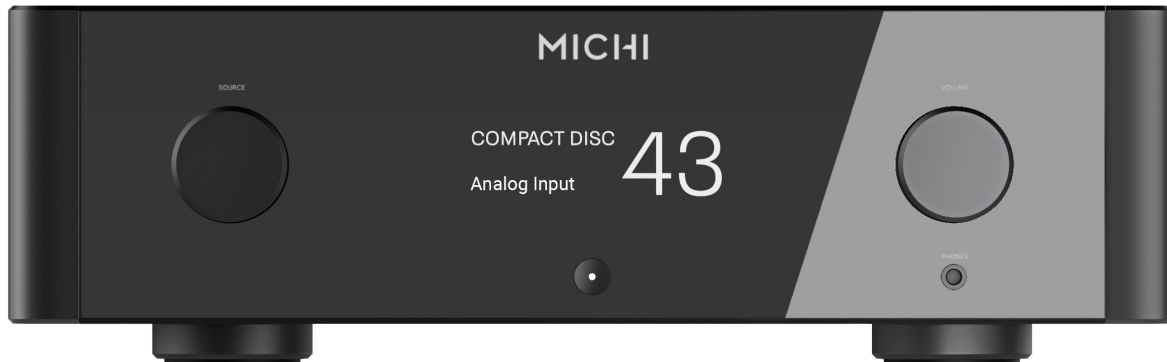 MICHI
SOURCE
VOLUME
COMPACT DISC
43
Analog Input
PHONES